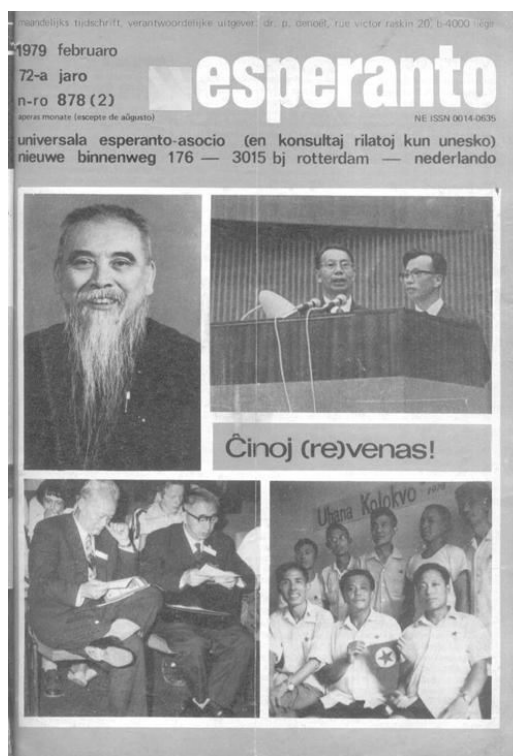 maandelijks tijdschrift, verantwoordelijke uitgever: dr. p. denoël, rue victor raskin 20, b-4000
1979 februaro
72-a jaro
n-ro 878 (2)
aperas monate (escepte de aŭgusto)
esperanto
NE ISSN 0014-0635
universala esperanto-asocio (en konsultaj rilatoj kun unesko)
nieuwe binnenweg 176 — 3015 bj rotterdam — nederlando
Ĉinoj (re)venas!
Uhana Kolokvo